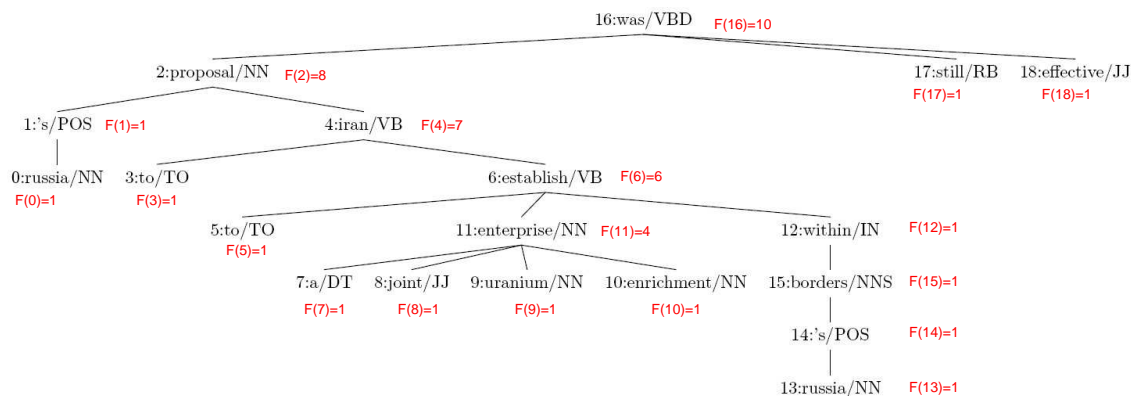 16:was/VBD F(16)=10
2:proposal/NN F(2)=8 17:still/RB 18:effective/JJ
F(17)=1 F(18)=1
1:'s/POS F(1)=1 4:iran/VB F(4)=7
0:russia/NN 3:to/TO 6:establish/VB F(6)=6
F(0)=1 F(3)=1
5:to/TO 11:enterprise/NN F(11)=4 12:within/IN F(12)=1
F(5)=1
7:a/DT 8:joint/JJ 9:uranium/NN 10:enrichment/NN 15:borders/NNS F(15)=1
F(7)=1 F(8)=1 F(9)=1 F(10)=1
14:'s/POS F(14)=1
13:russia/NN F(13)=1